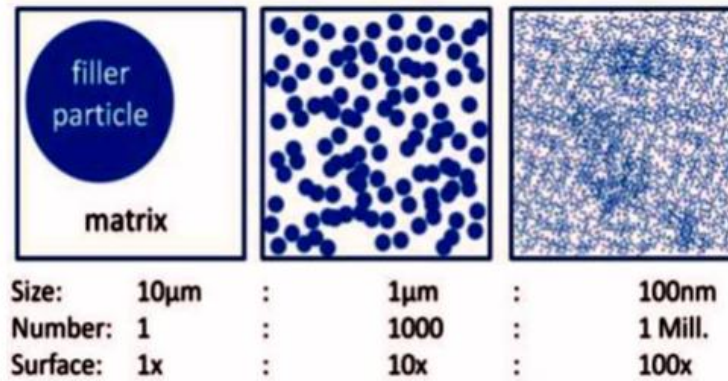 filler
particle
matrix
Size: 10μm : 1μm : 100nm
Number: 1 : 1000 : 1 Mill.
Surface: 1x : 10x : 100x